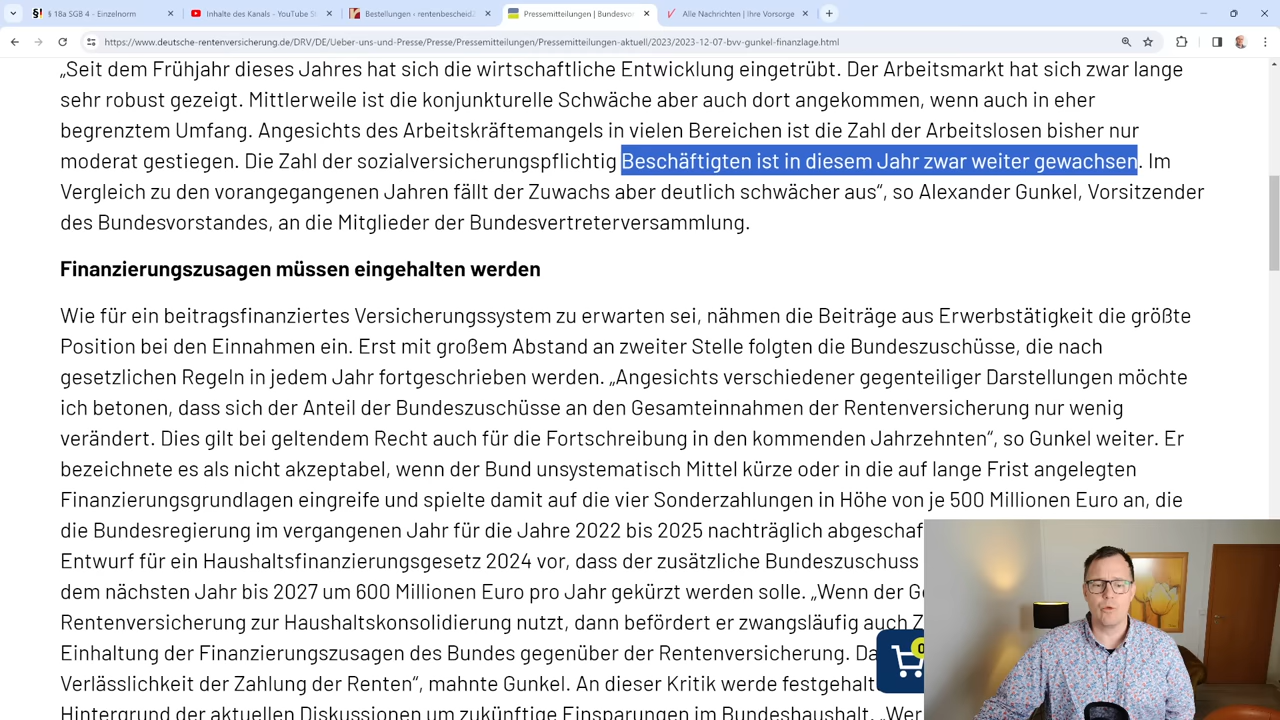 § 18a SGB 4 - Einzelnorm
Inhalte des Kanals - YouTube St
Bestellungen ‹ rentenbescheid2
Pressemitteilungen | Bundesvo
Alle Nachrichten | Ihre Vorsorge
https://www.deutsche-rentenversicherung.de/DRV/DE/Ueber-uns-und-Presse/Presse/Pressemitteilungen/Pressemitteilungen-aktuell/2023/2023-12-07-bvv-gunkel-finanzlage.html
„Seit dem Frühjahr dieses Jahres hat sich die wirtschaftliche Entwicklung eingetrübt. Der Arbeitsmarkt hat sich zwar lange
sehr robust gezeigt. Mittlerweile ist die konjunkturelle Schwäche aber auch dort angekommen, wenn auch in eher
begrenztem Umfang. Angesichts des Arbeitskräftemangels in vielen Bereichen ist die Zahl der Arbeitslosen bisher nur
moderat gestiegen. Die Zahl der sozialversicherungspflichtig Beschäftigten ist in diesem Jahr zwar weiter gewachsen. Im
Vergleich zu den vorangegangenen Jahren fällt der Zuwachs aber deutlich schwächer aus“, so Alexander Gunkel, Vorsitzender
des Bundesvorstandes, an die Mitglieder der Bundesvertreterversammlung.
Finanzierungszusagen müssen eingehalten werden
Wie für ein beitragsfinanziertes Versicherungssystem zu erwarten sei, nähmen die Beiträge aus Erwerbstätigkeit die größte
Position bei den Einnahmen ein. Erst mit großem Abstand an zweiter Stelle folgten die Bundeszuschüsse, die nach
gesetzlichen Regeln in jedem Jahr fortgeschrieben werden. „Angesichts verschiedener gegenteiliger Darstellungen möchte
ich betonen, dass sich der Anteil der Bundeszuschüsse an den Gesamteinnahmen der Rentenversicherung nur wenig
verändert. Dies gilt bei geltendem Recht auch für die Fortschreibung in den kommenden Jahrzehnten“, so Gunkel weiter. Er
bezeichnete es als nicht akzeptabel, wenn der Bund unsystematisch Mittel kürze oder in die auf lange Frist angelegten
Finanzierungsgrundlagen eingreife und spielte damit auf die vier Sonderzahlungen in Höhe von je 500 Millionen Euro an, die
die Bundesregierung im vergangenen Jahr für die Jahre 2022 bis 2025 nachträglich abgeschaf
Entwurf für ein Haushaltsfinanzierungsgesetz 2024 vor, dass der zusätzliche Bundeszuschuss
dem nächsten Jahr bis 2027 um 600 Millionen Euro pro Jahr gekürzt werden solle. „Wenn der G
Rentenversicherung zur Haushaltskonsolidierung nutzt, dann befördert er zwangsläufig auch Z
Einhaltung der Finanzierungszusagen des Bundes gegenüber der Rentenversicherung. Da
Verlässlichkeit der Zahlung der Renten“, mahnte Gunkel. An dieser Kritik werde festgehalt
Hintergrund der aktuellen Diskussionen um zukünftige Einsparungen im Bundeshaushalt. „Wer